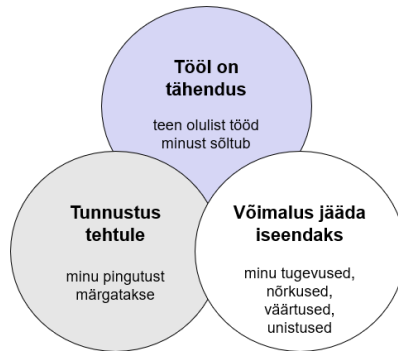 Tööl on
tähendus
teen olulist tööd
minust sõltub
Tunnustus
tehtule
minu pingutust
märgatakse
Võimalus jääda
iseendaks
minu tugevused,
nõrkused,
väärtused,
unistused